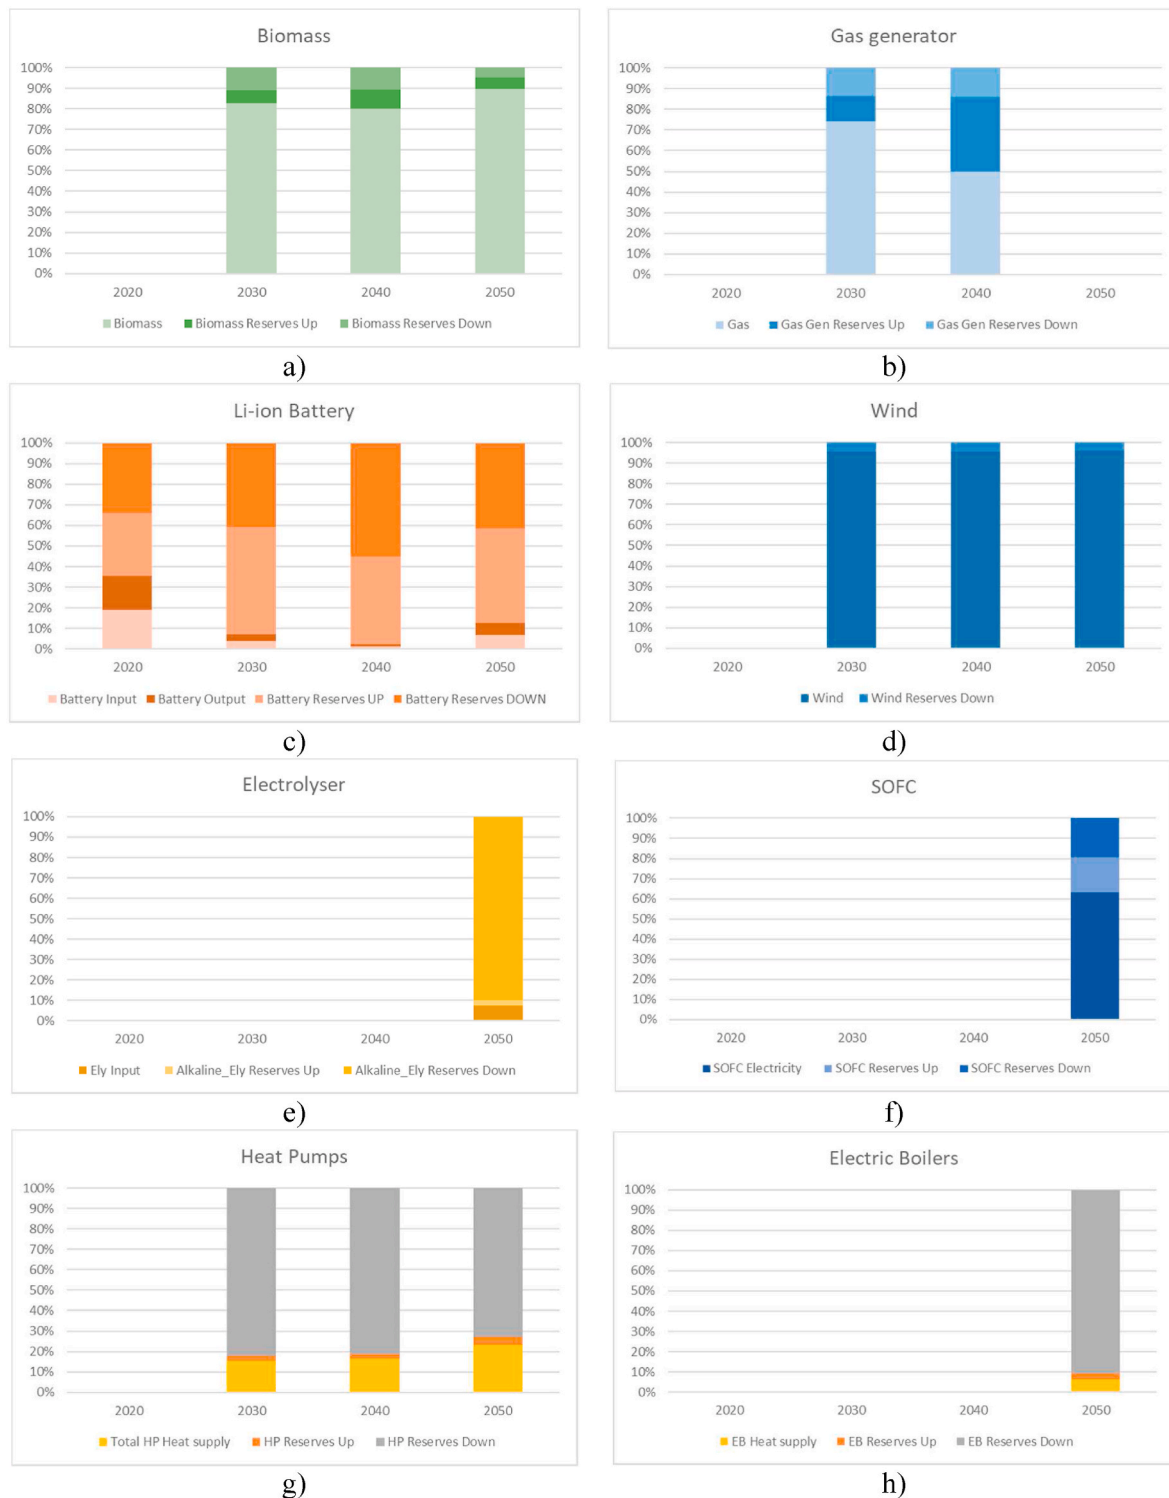 Biomass
100%
90%
80%
70%
60%
50%
40%
30%
20%
10%
0%
2020 2030 2040 2050
Biomass Biomass Reserves Up Biomass Reserves Down
a)
Gas generator
100%
90%
80%
70%
60%
50%
40%
30%
20%
10%
0%
2020 2030 2040 2050
Gas Gas Gen Reserves Up Gas Gen Reserves Down
b)
Li-ion Battery
100%
90%
80%
70%
60%
50%
40%
30%
20%
10%
0%
2020 2030 2040 2050
Battery Input Battery Output Battery Reserves UP Battery Reserves DOWN
c)
Wind
100%
90%
80%
70%
60%
50%
40%
30%
20%
10%
0%
2020 2030 2040 2050
Wind Wind Reserves Down
d)
Electrolyser
100%
90%
80%
70%
60%
50%
40%
30%
20%
10%
0%
2020 2030 2040 2050
Ely Input Alkaline_Ely Reserves Up Alkaline_Ely Reserves Down
e)
SOFC
100%
90%
80%
70%
60%
50%
40%
30%
20%
10%
0%
2020 2030 2040 2050
SOFC Electricity SOFC Reserves Up SOFC Reserves Down
f)
Heat Pumps
100%
90%
80%
70%
60%
50%
40%
30%
20%
10%
0%
2020 2030 2040 2050
Total HP Heat supply HP Reserves Up HP Reserves Down
g)
Electric Boilers
100%
90%
80%
70%
60%
50%
40%
30%
20%
10%
0%
2020 2030 2040 2050
EB Heat supply EB Reserves Up EB Reserves Down
h)